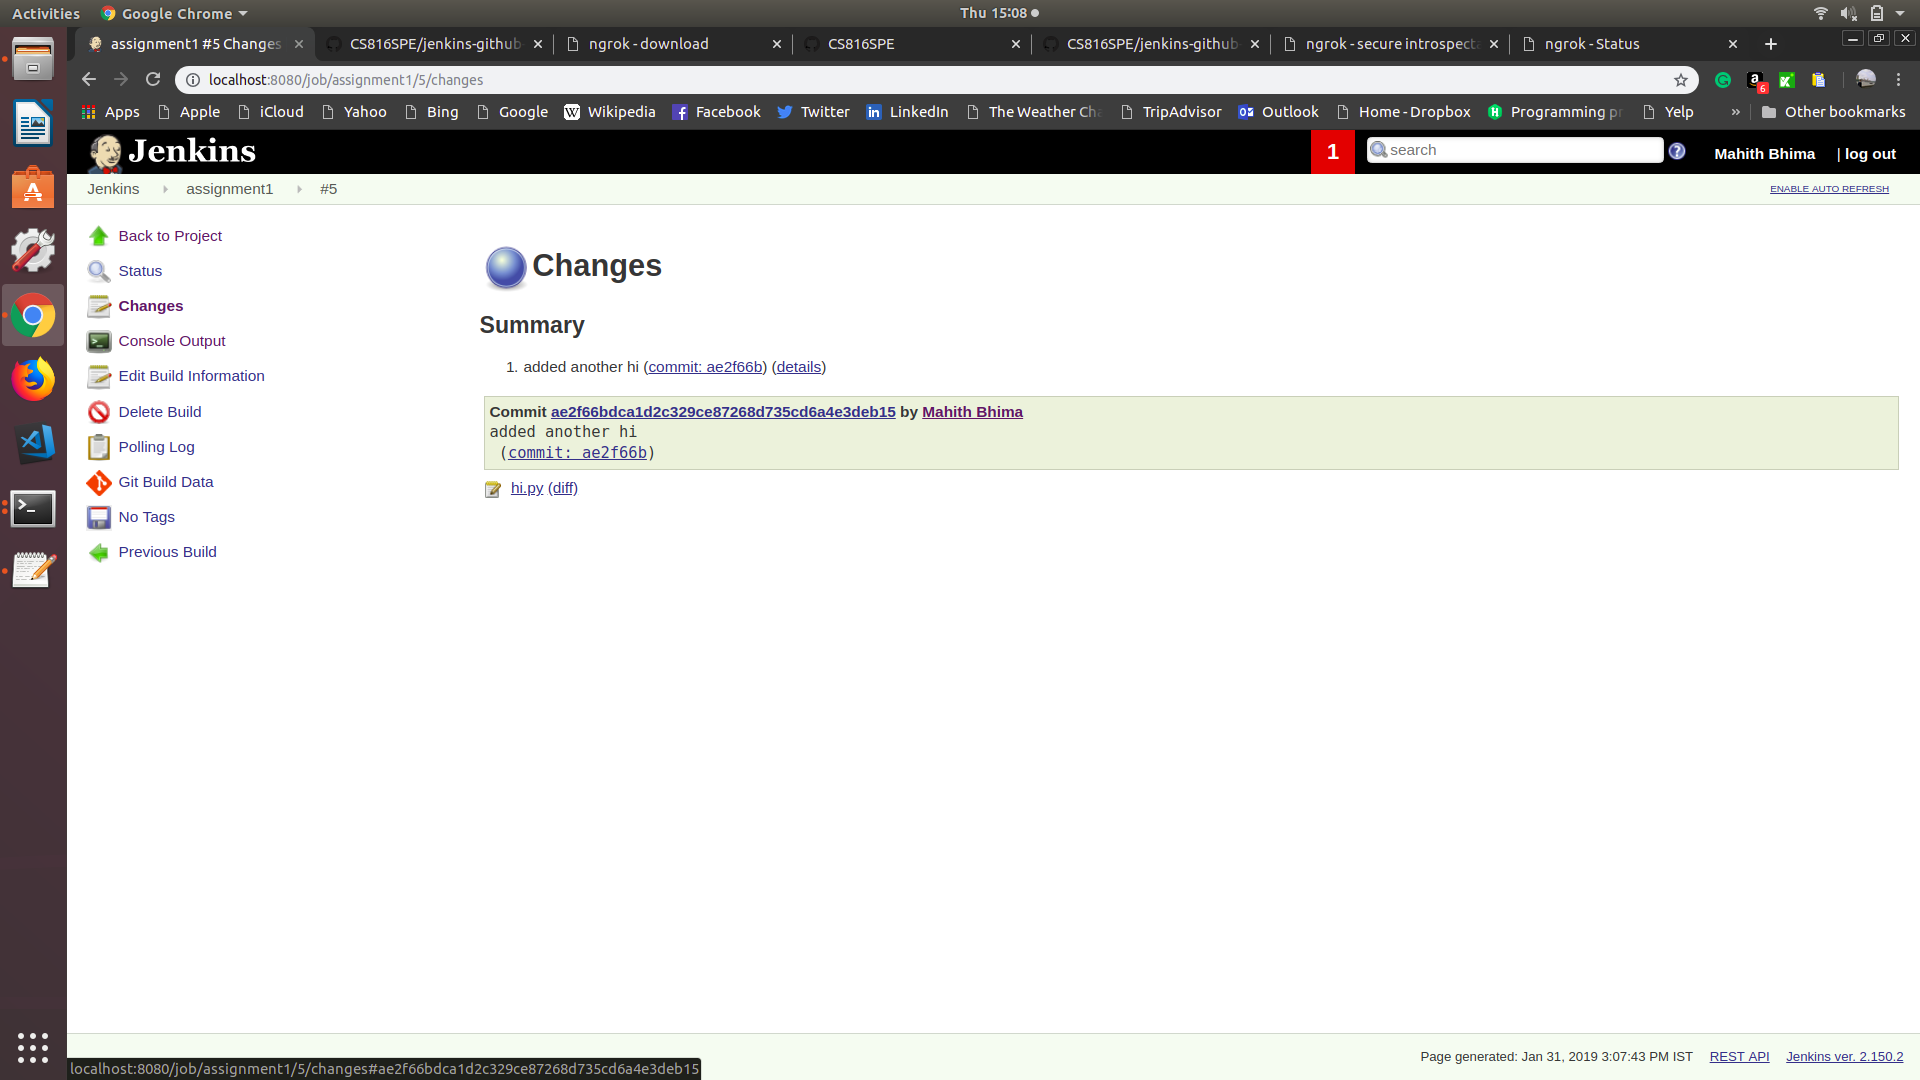 Activities Google Chrome Thu 15:08
assignment1 #5 Changes CS816SPE/jenkins-github ngrok - download CS816SPE CS816SPE/jenkins-github ngrok - secure introspect ngrok - Status
localhost:8080/job/assignment1/5/changes
6
Apps Apple iCloud Yahoo Bing Google Wikipedia Facebook Twitter LinkedIn The Weather Ch TripAdvisor Outlook Home - Dropbox Programming pr Yelp » Other bookmarks
Jenkins 1 search Mahith Bhima | log out
Jenkins assignment1 #5 ENABLE AUTO REFRESH
Back to Project
Status
Changes
Console Output
Edit Build Information
Delete Build
Polling Log
Git Build Data
No Tags
Previous Build
Changes
Summary
1. added another hi (commit: ae2f66b) (details)
Commit ae2f66bdca1d2c329ce87268d735cd6a4e3deb15 by Mahith Bhima
added another hi
(commit: ae2f66b)
hi.py (diff)
Page generated: Jan 31, 2019 3:07:43 PM IST REST API Jenkins ver. 2.150.2
localhost:8080/job/assignment1/5/changes#ae2f66bdca1d2c329ce87268d735cd6a4e3deb15